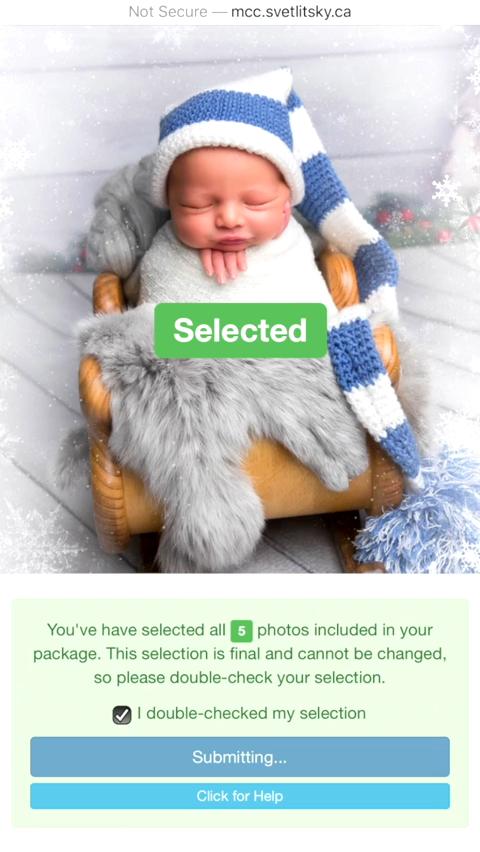 Not Secure — mcc.svetlitsky.ca
Selected
You've have selected all 5 photos included in your
package. This selection is final and cannot be changed,
so please double-check your selection.
I double-checked my selection
Submitting...
Click for Help